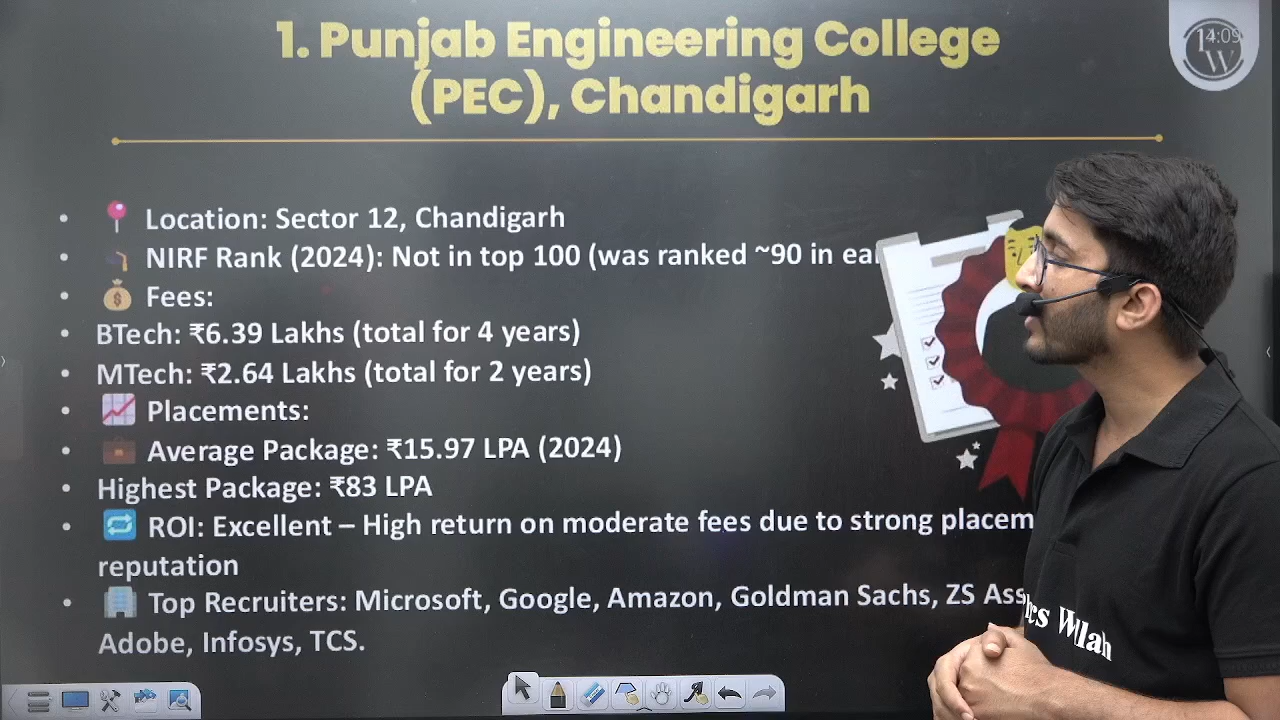 1. Punjab Engineering College
(PEC), Chandigarh
14:09
W
• Location: Sector 12, Chandigarh
• NIRF Rank (2024): Not in top 100 (was ranked ~90 in
• Fees:
• BTech: ₹6.39 Lakhs (total for 4 years)
• MTech: ₹2.64 Lakhs (total for 2 years)
• Placements:
• Average Package: ₹15.97 LPA (2024)
• Highest Package: ₹83 LPA
• ROI: Excellent – High return on moderate fees due to strong
reputation
• Top Recruiters: Microsoft, Google, Amazon, Goldman Sachs, ZS
Adobe, Infosys, TCS.